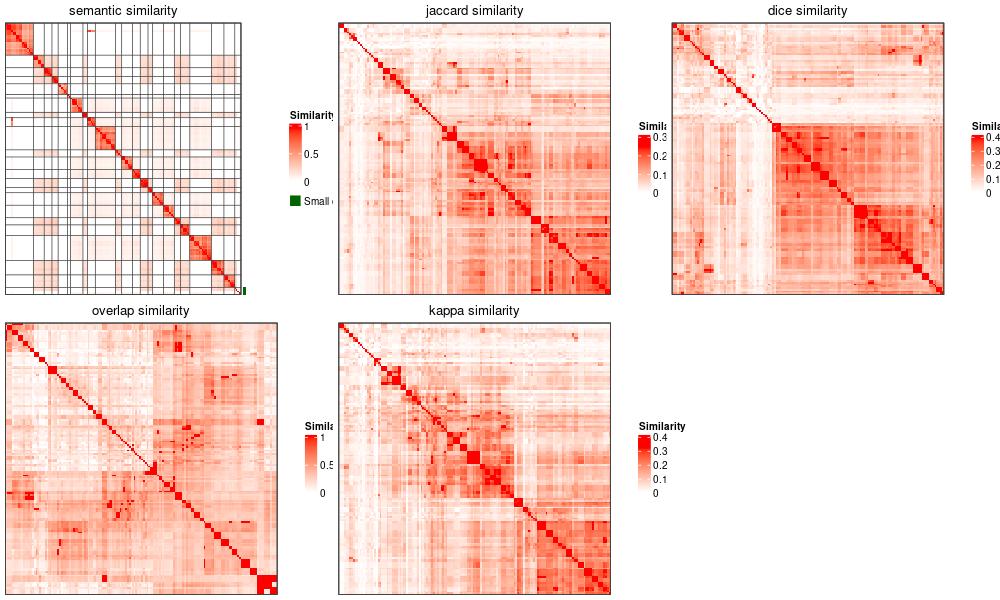 semantic similarity
Similarity
1
0.5
0
Small
jaccard similarity
0.3
0.2
0.1
0
dice similarity
0.4
0.3
0.2
0.1
0
overlap similarity
1
0.5
0
kappa similarity
Similarity
0.4
0.3
0.2
0.1
0